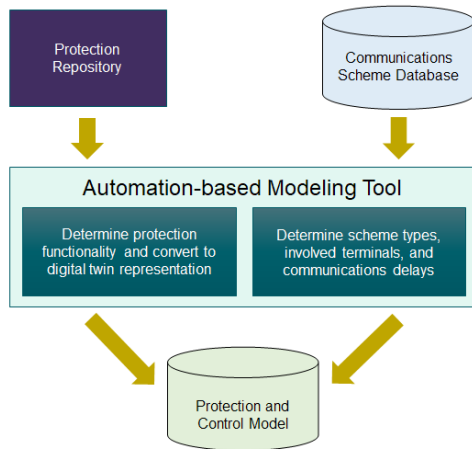 Protection
Repository
Communications
Scheme Database
Automation-based Modeling Tool
Determine protection
functionality and convert to
digital twin representation
Determine scheme types,
involved terminals, and
communications delays
Protection and
Control Model